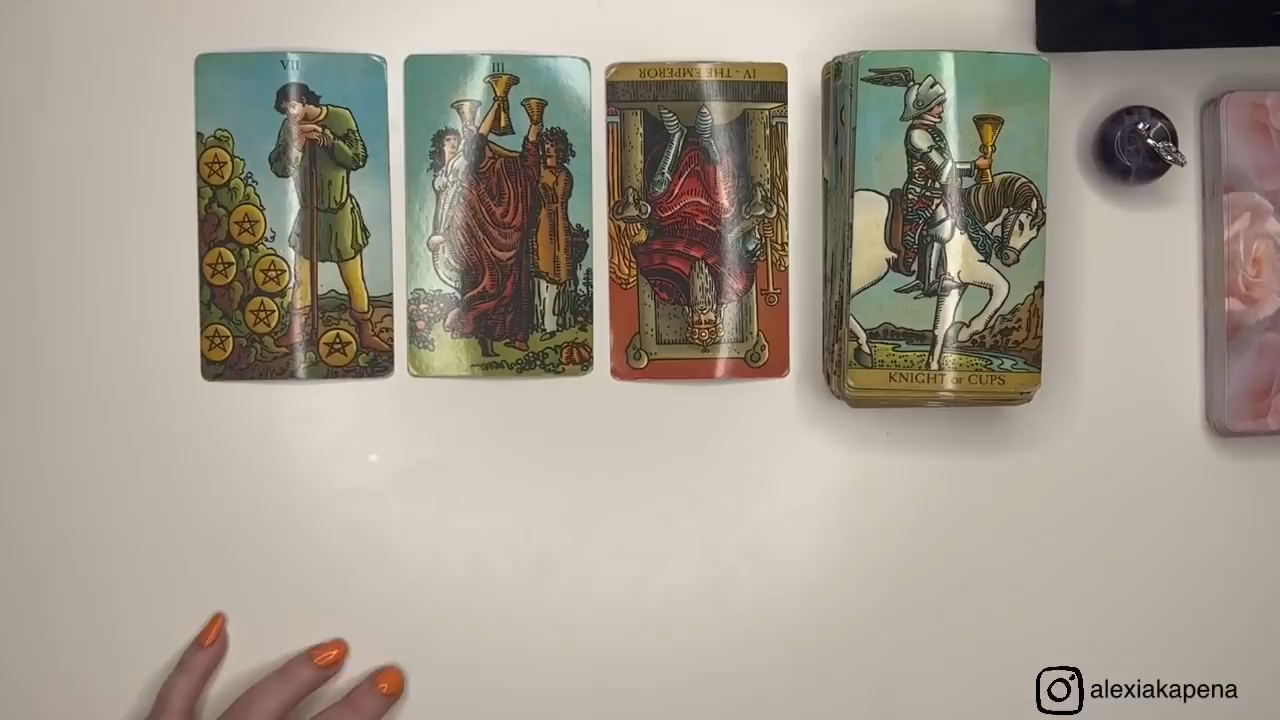 VII
III
IV - THE EMPEROR
KNIGHT OF CUPS
alexiakapena